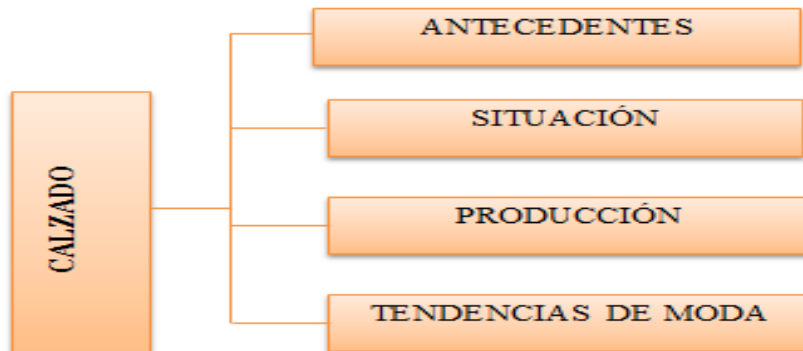 ANTECEDENTES
SITUACIÓN
CALZADO
PRODUCCIÓN
TENDENCIAS DE MODA